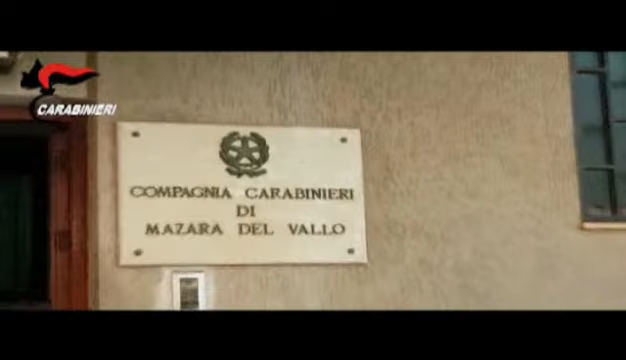 CARABINIERI
COMPAGNIA CARABINIERI
DI
MAZARA DEL VALLO